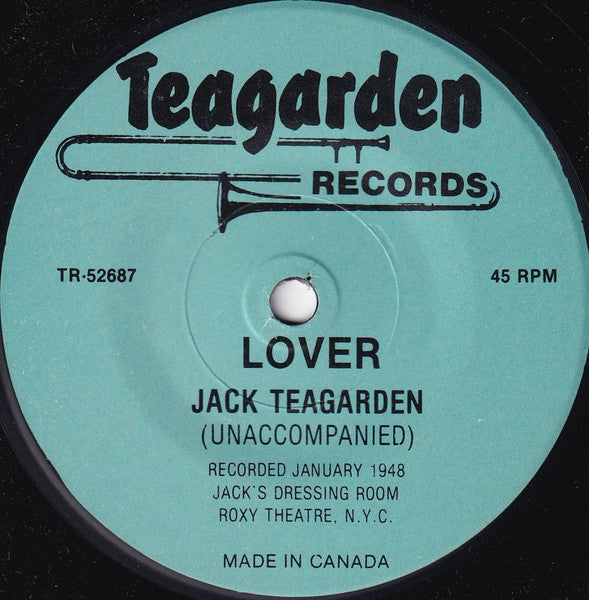 Teagarden
RECORDS
TR-52687
45 RPM
LOVER
JACK TEAGARDEN
(UNACCOMPANIED)
RECORDED JANUARY 1948
JACK'S DRESSING ROOM
ROXY THEATRE, N.Y.C.
MADE IN CANADA